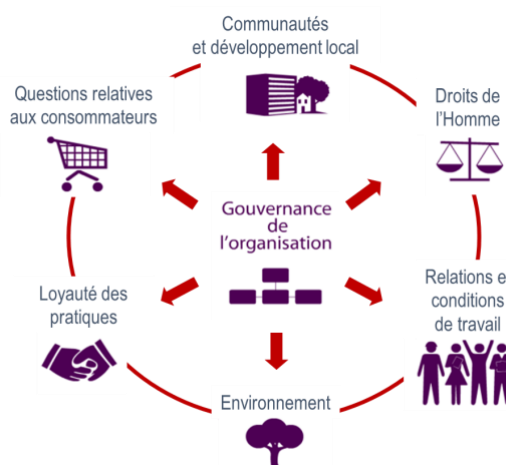 Communautés
et développement local
Questions relatives
aux consommateurs
Droits de
l'Homme
Gouvernance
de
l'organisation
Loyauté des
pratiques
Relations e
conditions
de travail
Environnement